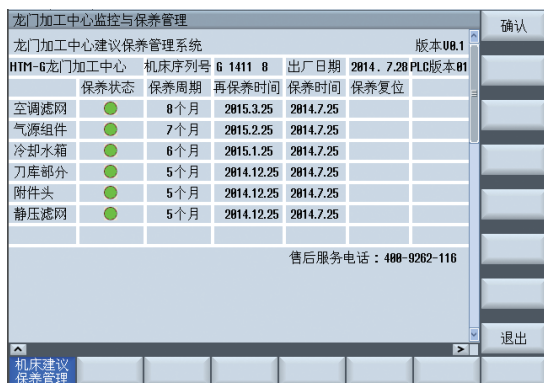 龙门加工中心监控与保养管理
确认
龙门加工中心建议保养管理系统 版本V0.1
HTM-G龙门加工中心 机床序列号 G 1411 8 出厂日期 2014 . 7.20 PLC版本01
保养状态 保养周期 再保养时间 保养时间 保养复位
空调滤网 8个月 2015.3.25 2014.7.25
气源组件 7个月 2015.2.25 2014.7.25
冷却水箱 6个月 2015.1.25 2014.7.25
刀库部分 5个月 2014.12.25 2014.7.25
附件头 5个月 2014.12.25 2014.7.25
静压滤网 5个月 2014.12.25 2014.7.25
售后服务电话：400-9262-116
退出
机床建议
保养管理